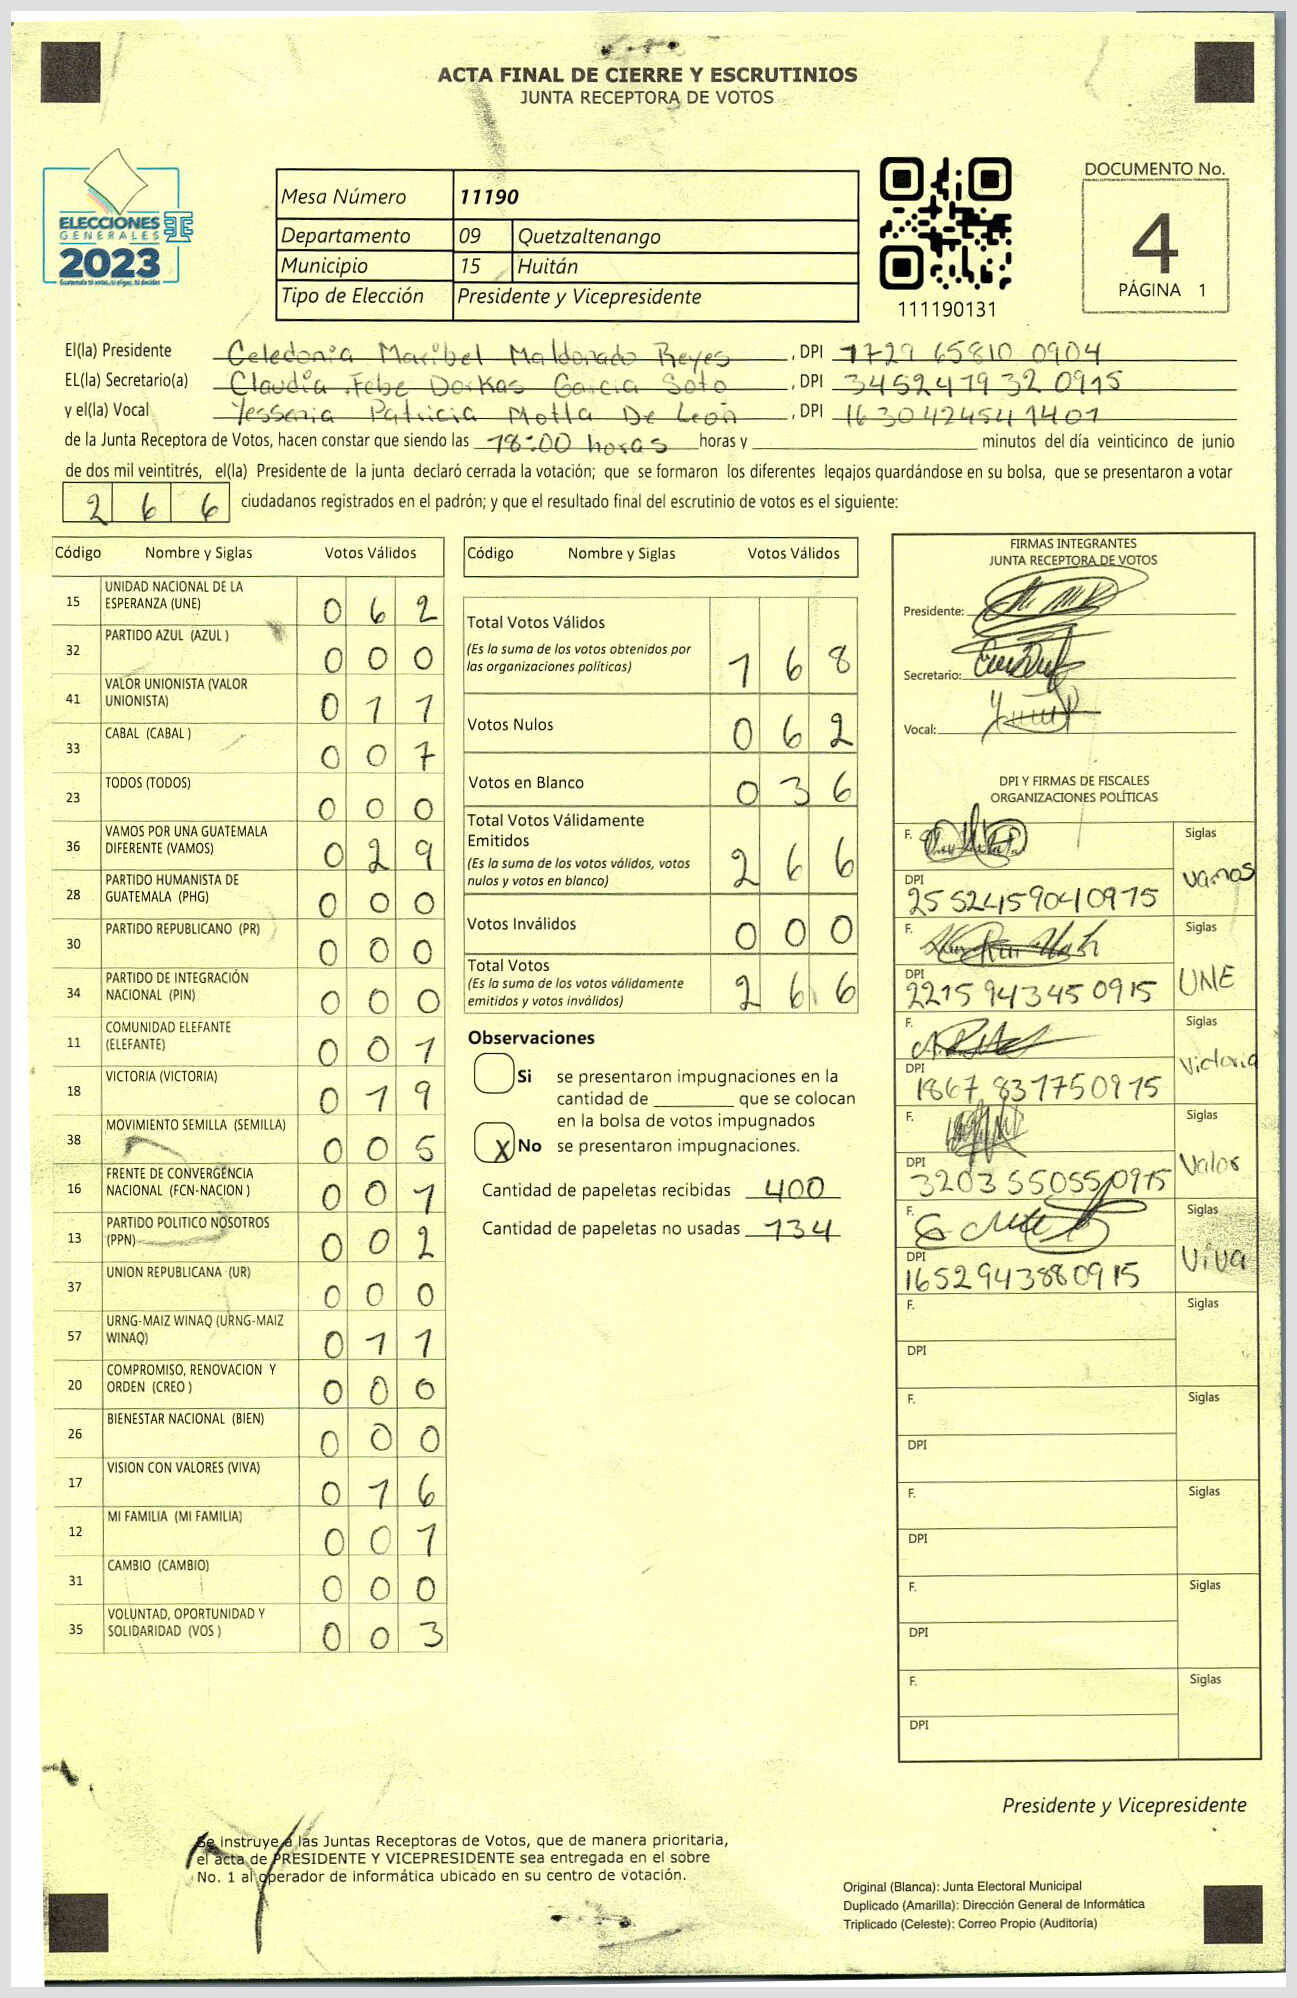 ACTA FINAL DE CIERRE Y ESCRUTINIOS
JUNTA RECEPTORA DE VOTOS
ELECCIONES
GENERALES
2023
Mesa Número 11190
Departamento 09 Quetzaltenango
Municipio 15 Huitán
Tipo de Elección Presidente y Vicepresidente
111190131
DOCUMENTO No.
4
PÁGINA 1
El(la) Presidente Celedonia Maribel Maldonado Reyes, DPI 1729 65810 0904
EL(la) Secretario(a) Claudia Febe Dorkas Garcia Soto, DPI 3452479320915
y el(la) Vocal Yessenia Patricia Motta De León, DPI 1630424541401
de la Junta Receptora de Votos, hacen constar que siendo las 18:00 horas horas y ____ minutos del día veinticinco de junio
de dos mil veintitrés, el(la) Presidente de la junta declaró cerrada la votación; que se formaron los diferentes legajos guardándose en su bolsa, que se presentaron a votar
266 ciudadanos registrados en el padrón; y que el resultado final del escrutinio de votos es el siguiente:
Código Nombre y Siglas Votos Válidos
15 UNIDAD NACIONAL DE LA ESPERANZA (UNE) 0 6 2
32 PARTIDO AZUL (AZUL ) 0 0 0
41 VALOR UNIONISTA (VALOR UNIONISTA) 0 1 1
33 CABAL (CABAL ) 0 0 7
23 TODOS (TODOS) 0 0 0
36 VAMOS POR UNA GUATEMALA DIFERENTE (VAMOS) 0 2 9
28 PARTIDO HUMANISTA DE GUATEMALA (PHG) 0 0 0
30 PARTIDO REPUBLICANO (PR) 0 0 0
34 PARTIDO DE INTEGRACIÓN NACIONAL (PIN) 0 0 0
11 COMUNIDAD ELEFANTE (ELEFANTE) 0 0 1
18 VICTORIA (VICTORIA) 0 1 9
38 MOVIMIENTO SEMILLA (SEMILLA) 0 0 5
16 FRENTE DE CONVERGENCIA NACIONAL (FCN-NACION ) 0 0 1
13 PARTIDO POLITICO NOSOTROS (PPN) 0 0 2
37 UNION REPUBLICANA (UR) 0 0 0
57 URNG-MAIZ WINAQ (URNG-MAIZ WINAQ) 0 1 1
20 COMPROMISO, RENOVACION Y ORDEN (CREO ) 0 0 0
26 BIENESTAR NACIONAL (BIEN) 0 0 0
17 VISION CON VALORES (VIVA) 0 1 6
12 MI FAMILIA (MI FAMILIA) 0 0 1
31 CAMBIO (CAMBIO) 0 0 0
35 VOLUNTAD, OPORTUNIDAD Y SOLIDARIDAD (VOS ) 0 0 3
Código Nombre y Siglas Votos Válidos
Total Votos Válidos 1 6 8
(Es la suma de los votos obtenidos por
las organizaciones políticas)
Votos Nulos 0 6 2
Votos en Blanco 0 3 6
Total Votos Válidamente
Emitidos 2 6 6
(Es la suma de los votos válidos, votos
nulos y votos en blanco)
Votos Inválidos 0 0 0
Total Votos 2 6 6
(Es la suma de los votos válidamente
emitidos y votos inválidos)
Observaciones
Si se presentaron impugnaciones en la
cantidad de ____ que se colocan
en la bolsa de votos impugnados
X No se presentaron impugnaciones.
Cantidad de papeletas recibidas 400
Cantidad de papeletas no usadas 134
FIRMAS INTEGRANTES
JUNTA RECEPTORA DE VOTOS
Presidente:
Secretario:
Vocal:
DPI Y FIRMAS DE FISCALES
ORGANIZACIONES POLÍTICAS
F. Siglas
Vamos
DPI 2552459040975
F. Siglas
UNE
DPI 2215943450915
F. Siglas
Victoria
DPI 1867 837750915
F. Siglas
Valor
DPI 3203550550915
F. Siglas
Viva
DPI 1652943880915
F. Siglas
DPI
F. Siglas
DPI
F. Siglas
DPI
F. Siglas
DPI
F. Siglas
DPI
Presidente y Vicepresidente
Se instruye a las Juntas Receptoras de Votos, que de manera prioritaria,
el acta de PRESIDENTE Y VICEPRESIDENTE sea entregada en el sobre
No. 1 al operador de informática ubicado en su centro de votación.
Original (Blanca): Junta Electoral Municipal
Duplicado (Amarilla): Dirección General de Informática
Triplicado (Celeste): Correo Propio (Auditoría)